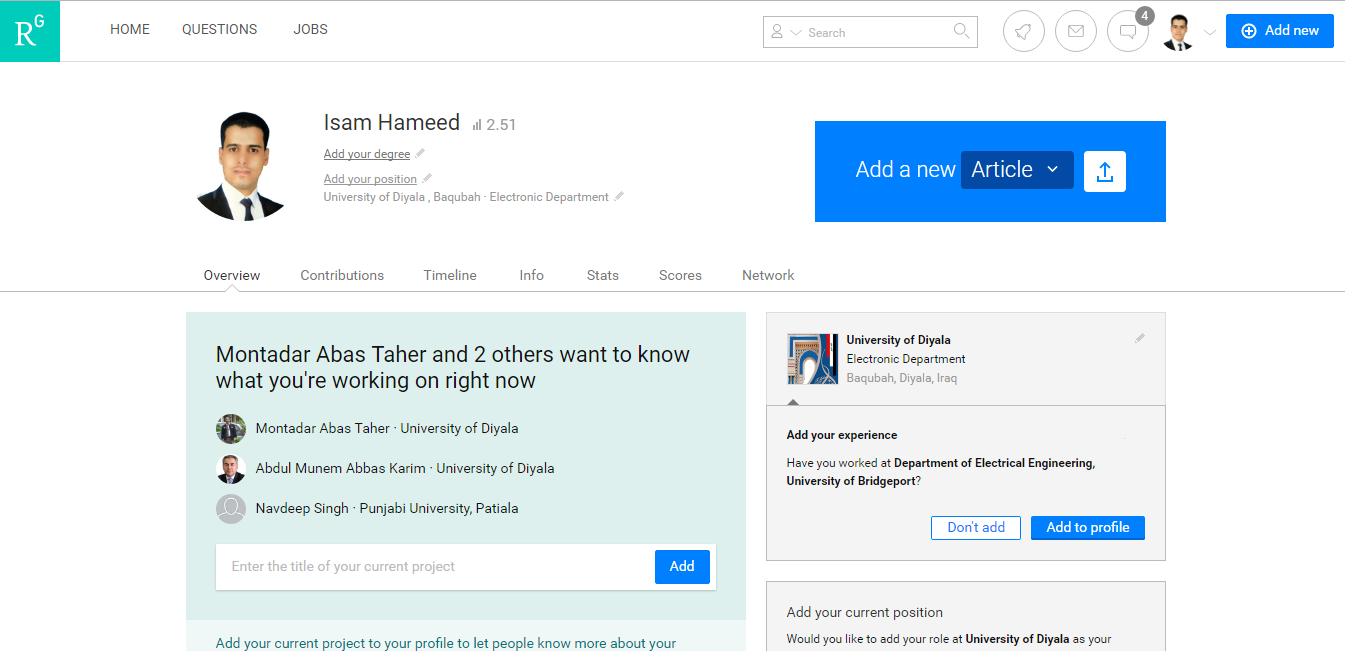 RG
HOME QUESTIONS JOBS
Search
4
Add new
Isam Hameed 2.51
Add your degree
Add your position
University of Diyala , Baqubah · Electronic Department
Add a new Article
Overview Contributions Timeline Info Stats Scores Network
Montadar Abas Taher and 2 others want to know
what you're working on right now
Montadar Abas Taher · University of Diyala
Abdul Munem Abbas Karim · University of Diyala
Navdeep Singh · Punjabi University, Patiala
Enter the title of your current project
Add
Add your current project to your profile to let people know more about your
University of Diyala
Electronic Department
Baqubah, Diyala, Iraq
Add your experience
Have you worked at Department of Electrical Engineering,
University of Bridgeport?
Don't add Add to profile
Add your current position
Would you like to add your role at University of Diyala as your